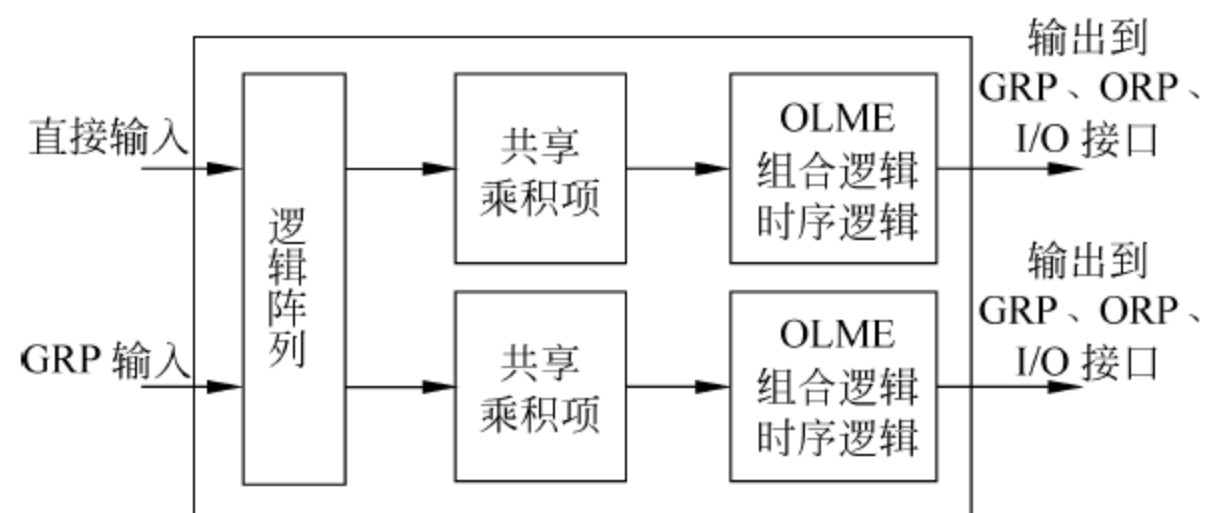 直接输入
GRP 输入
逻辑阵列
共享
乘积项
共享
乘积项
OLME
组合逻辑
时序逻辑
OLME
组合逻辑
时序逻辑
输出到
GRP、ORP、
I/O 接口
输出到
GRP、ORP、
I/O 接口